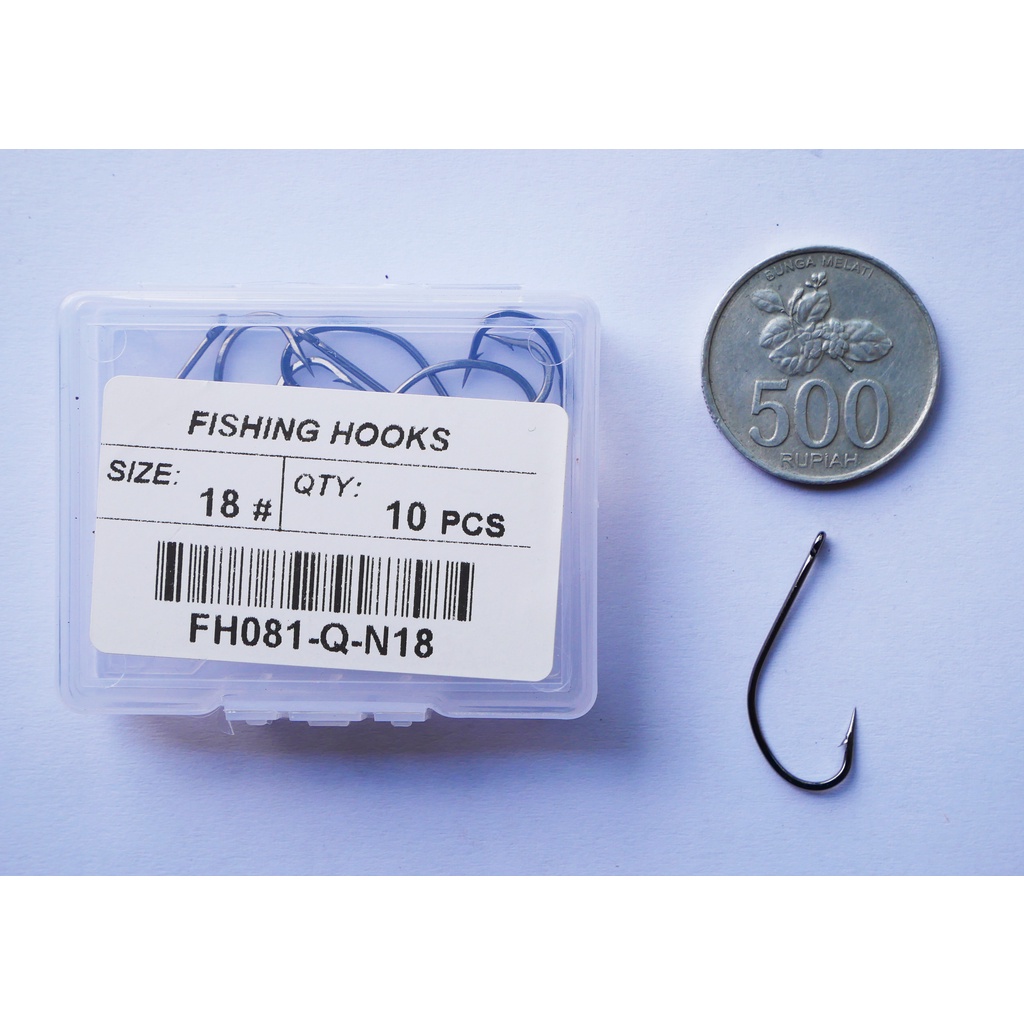 FISHING HOOKS
SIZE: 18 # QTY: 10 PCS
FH081-Q-N18
BUNGA MELATI
500
RUPIAH